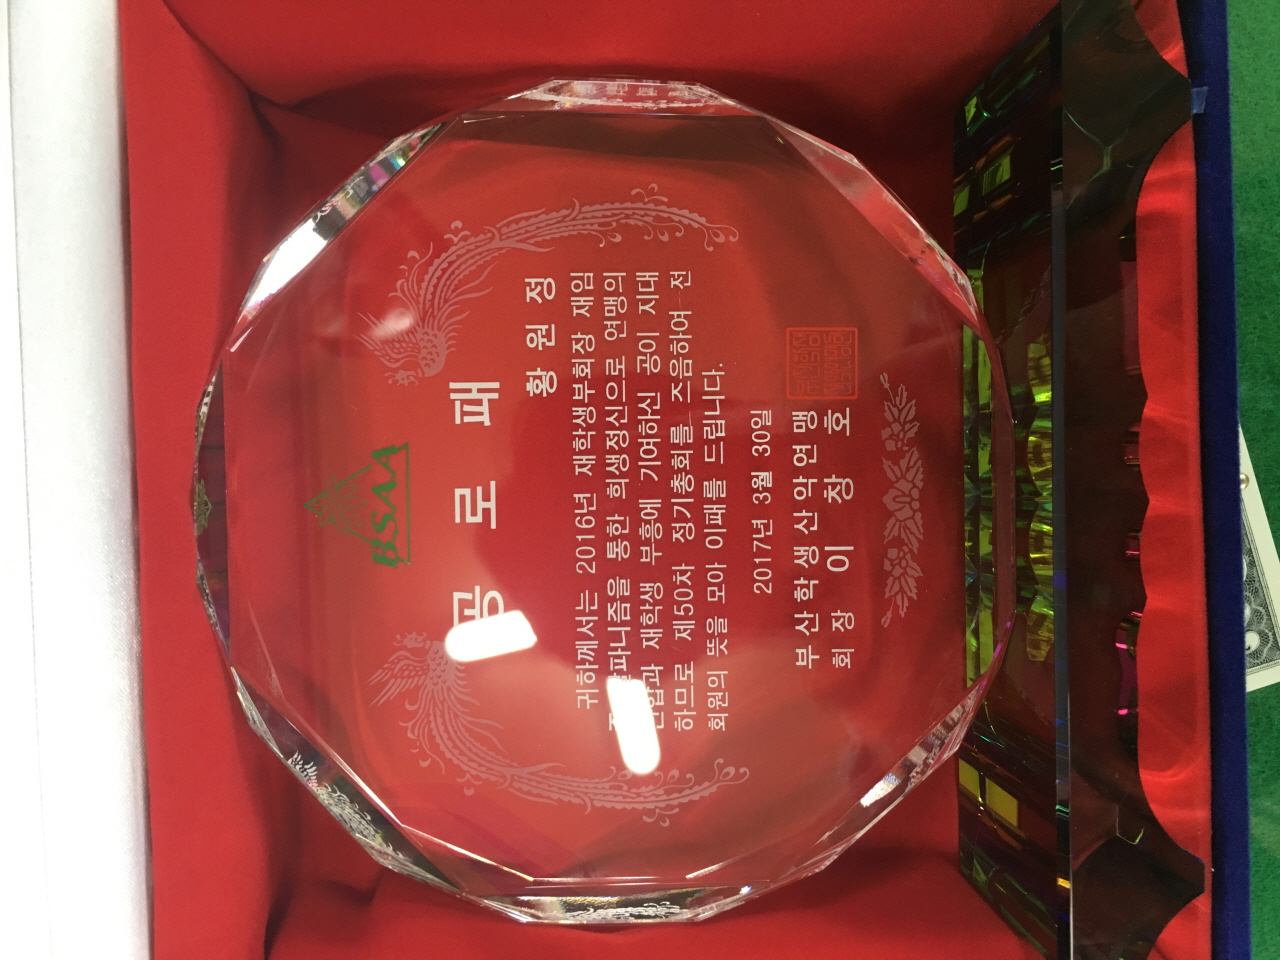 BSAA
공 로 패
황 원 정
귀하께서는 2016년 재학생부회장 재임
알파니즘을 통한 희생정신으로 연맹의
재학생 부흥에 기여하신 공이 지대
하므로 제50차 정기총회를 즈음하여 전
회원의 뜻을 모아 이패를 드립니다.
2017년 3월 30일
부산학생산악연맹
회장 이 창 호